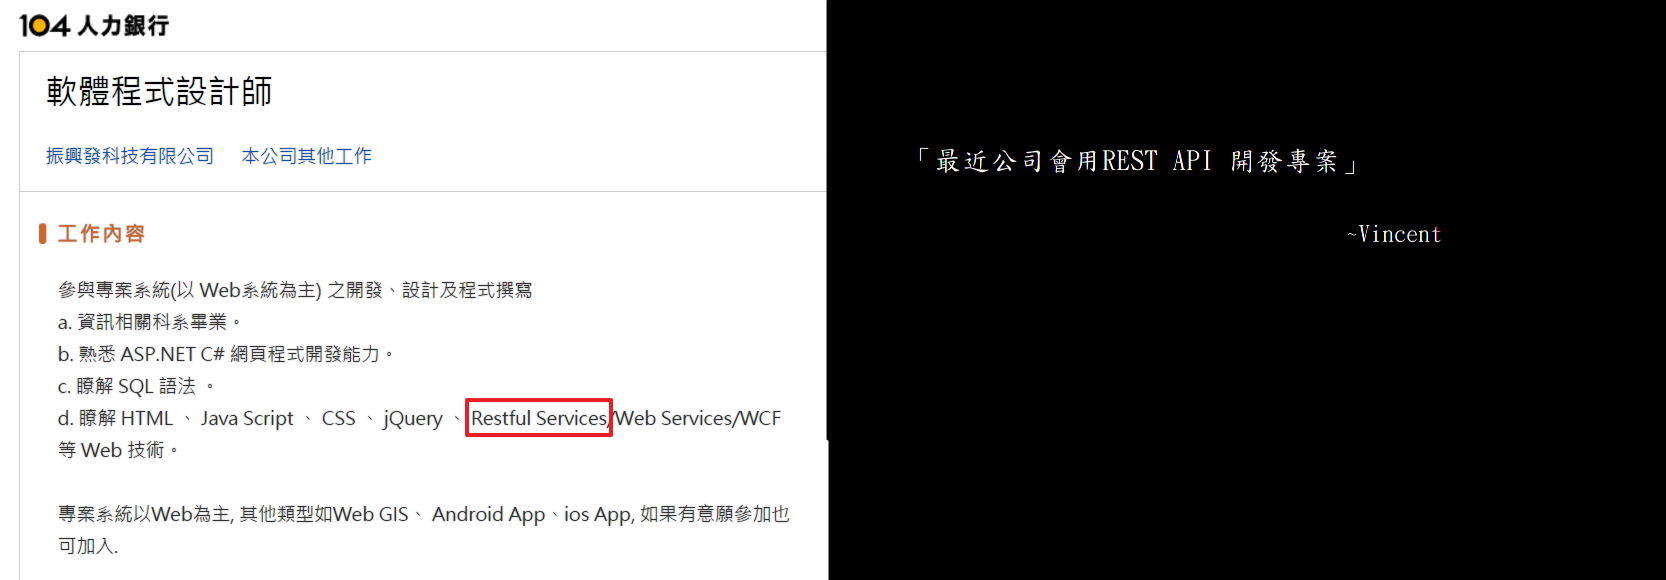 104 人力銀行
軟體程式設計師
振興發科技有限公司 本公司其他工作
工作內容
參與專案系統(以 Web系統為主) 之開發、設計及程式撰寫
a. 資訊相關科系畢業。
b. 熟悉 ASP.NET C# 網頁程式開發能力。
c. 瞭解 SQL 語法 。
d. 瞭解 HTML 、 Java Script 、 CSS 、 jQuery 、 Restful Services/Web Services/WCF
等 Web 技術。
專案系統以Web為主, 其他類型如Web GIS、 Android App、ios App, 如果有意願參加也
可加入.
「最近公司會用REST API 開發專案」
~Vincent